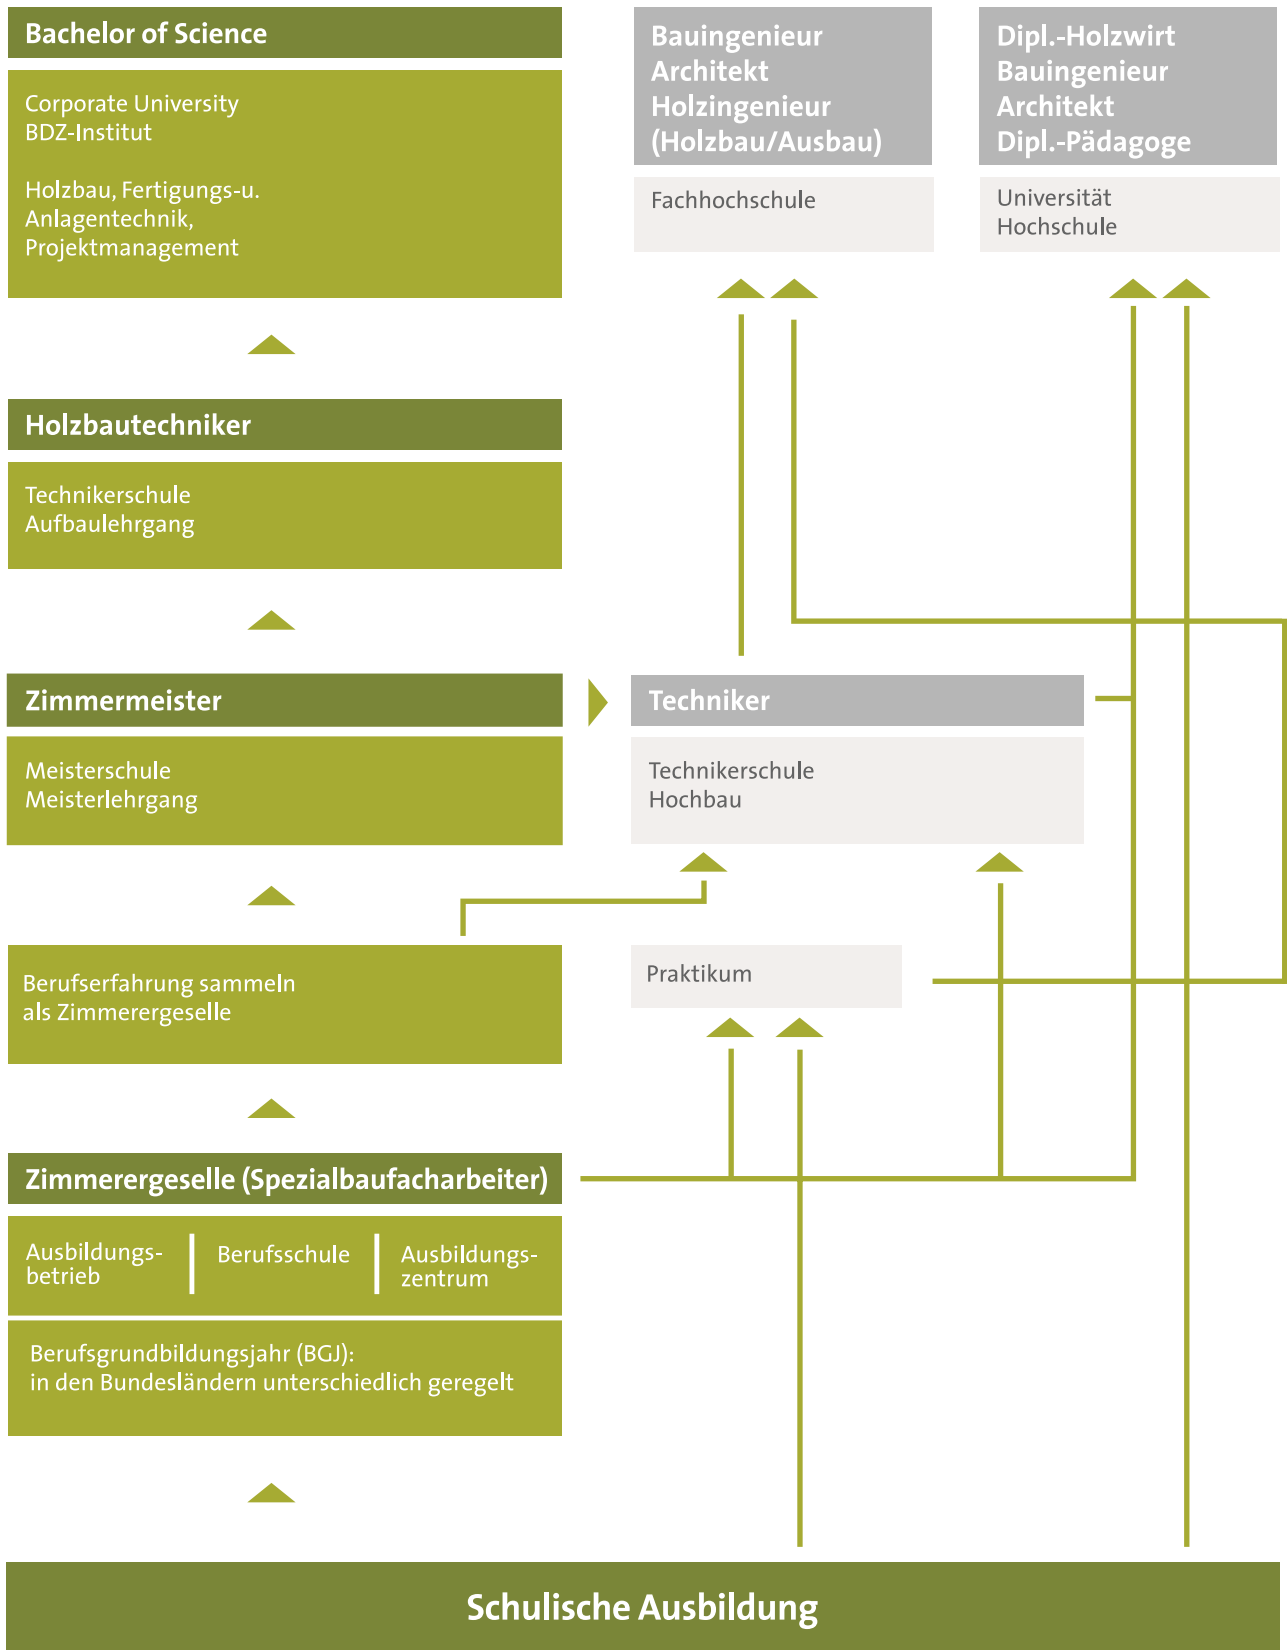 Bachelor of Science
Corporate University
BDZ-Institut
Holzbau, Fertigungs-u.
Anlagentechnik,
Projektmanagement
Bauingenieur
Architekt
Holzingenieur
(Holzbau/Ausbau)
Fachhochschule
Dipl.-Holzwirt
Bauingenieur
Architekt
Dipl.-Pädagoge
Universität
Hochschule
Holzbautechniker
Technikerschule
Aufbaulehrgang
Zimmermeister
Meisterschule
Meisterlehrgang
Techniker
Technikerschule
Hochbau
Berufserfahrung sammeln
als Zimmerergeselle
Praktikum
Zimmerergeselle (Spezialbaufacharbeiter)
Ausbildungs-
betrieb
Berufsschule
Ausbildungs-
zentrum
Berufsgrundbildungsjahr (BGJ):
in den Bundesländern unterschiedlich geregelt
Schulische Ausbildung